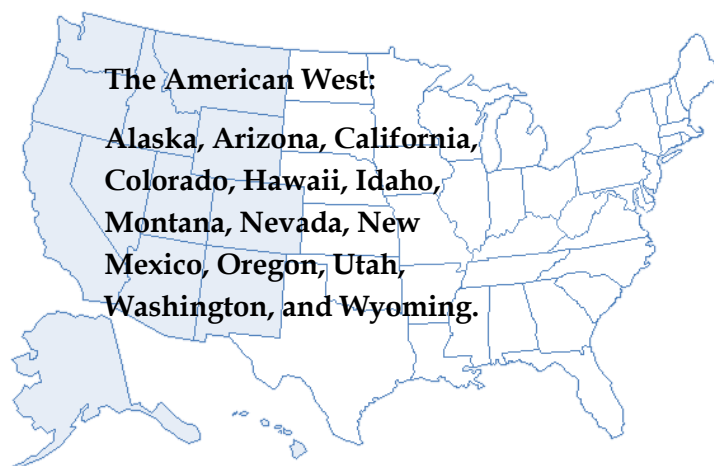 The American West:
Alaska, Arizona, California,
Colorado, Hawaii, Idaho,
Montana, Nevada, New
Mexico, Oregon, Utah,
Washington, and Wyoming.